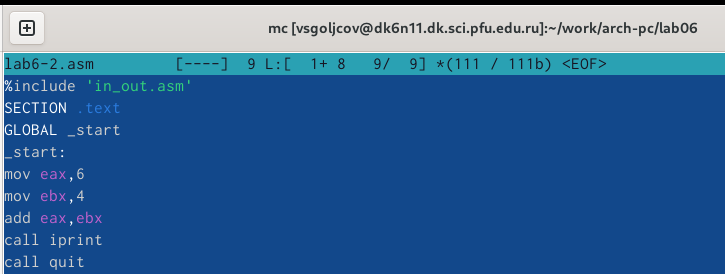 mc [vsgoljcov@dk6n11.dk.sci.pfu.edu.ru]:~/work/arch-pc/lab06
lab6-2.asm [----] 9 L:[ 1+ 8 9/ 9] *(111 / 111b) <EOF>
%include 'in_out.asm'
SECTION .text
GLOBAL _start
_start:
mov eax,6
mov ebx,4
add eax,ebx
call iprint
call quit